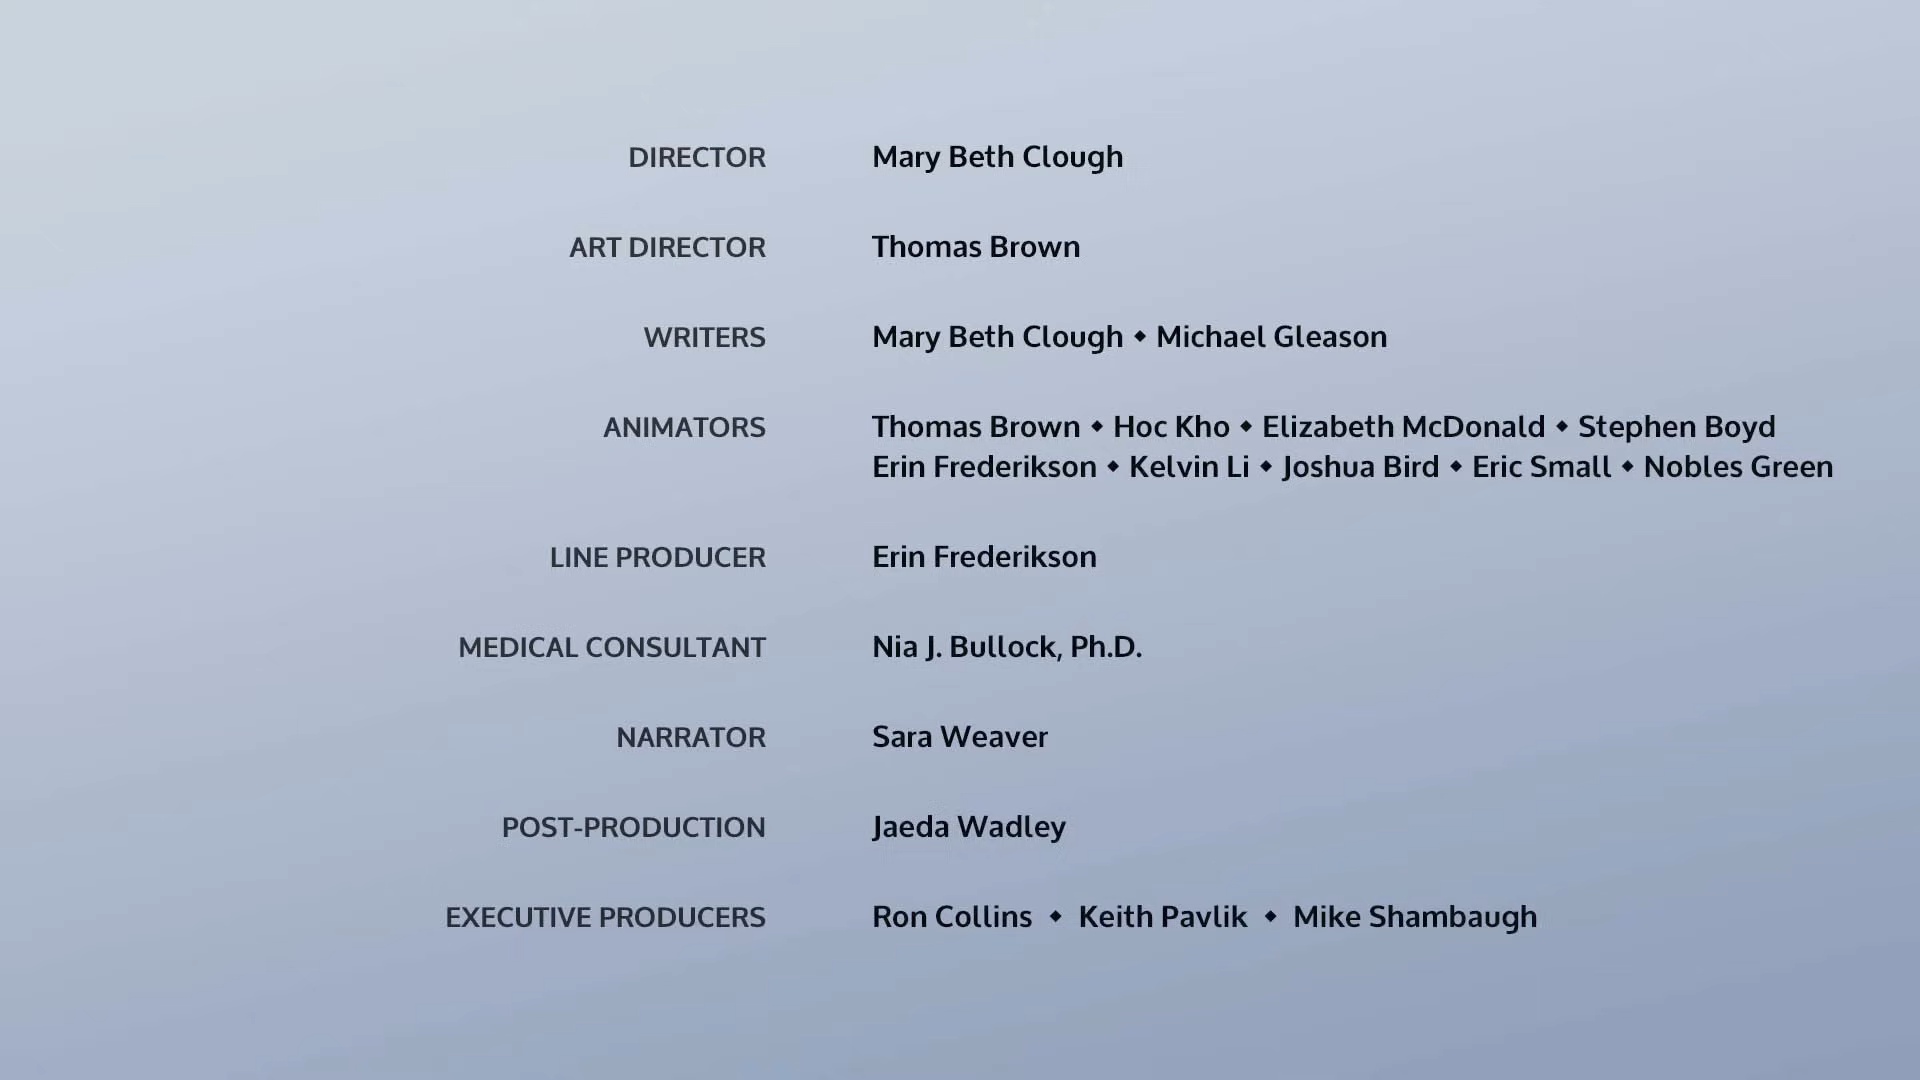 DIRECTOR Mary Beth Clough
ART DIRECTOR Thomas Brown
WRITERS Mary Beth Clough ◆ Michael Gleason
ANIMATORS Thomas Brown ◆ Hoc Kho ◆ Elizabeth McDonald ◆ Stephen Boyd
Erin Frederikson ◆ Kelvin Li ◆ Joshua Bird ◆ Eric Small ◆ Nobles Green
LINE PRODUCER Erin Frederikson
MEDICAL CONSULTANT Nia J. Bullock, Ph.D.
NARRATOR Sara Weaver
POST-PRODUCTION Jaeda Wadley
EXECUTIVE PRODUCERS Ron Collins ◆ Keith Pavlik ◆ Mike Shambaugh